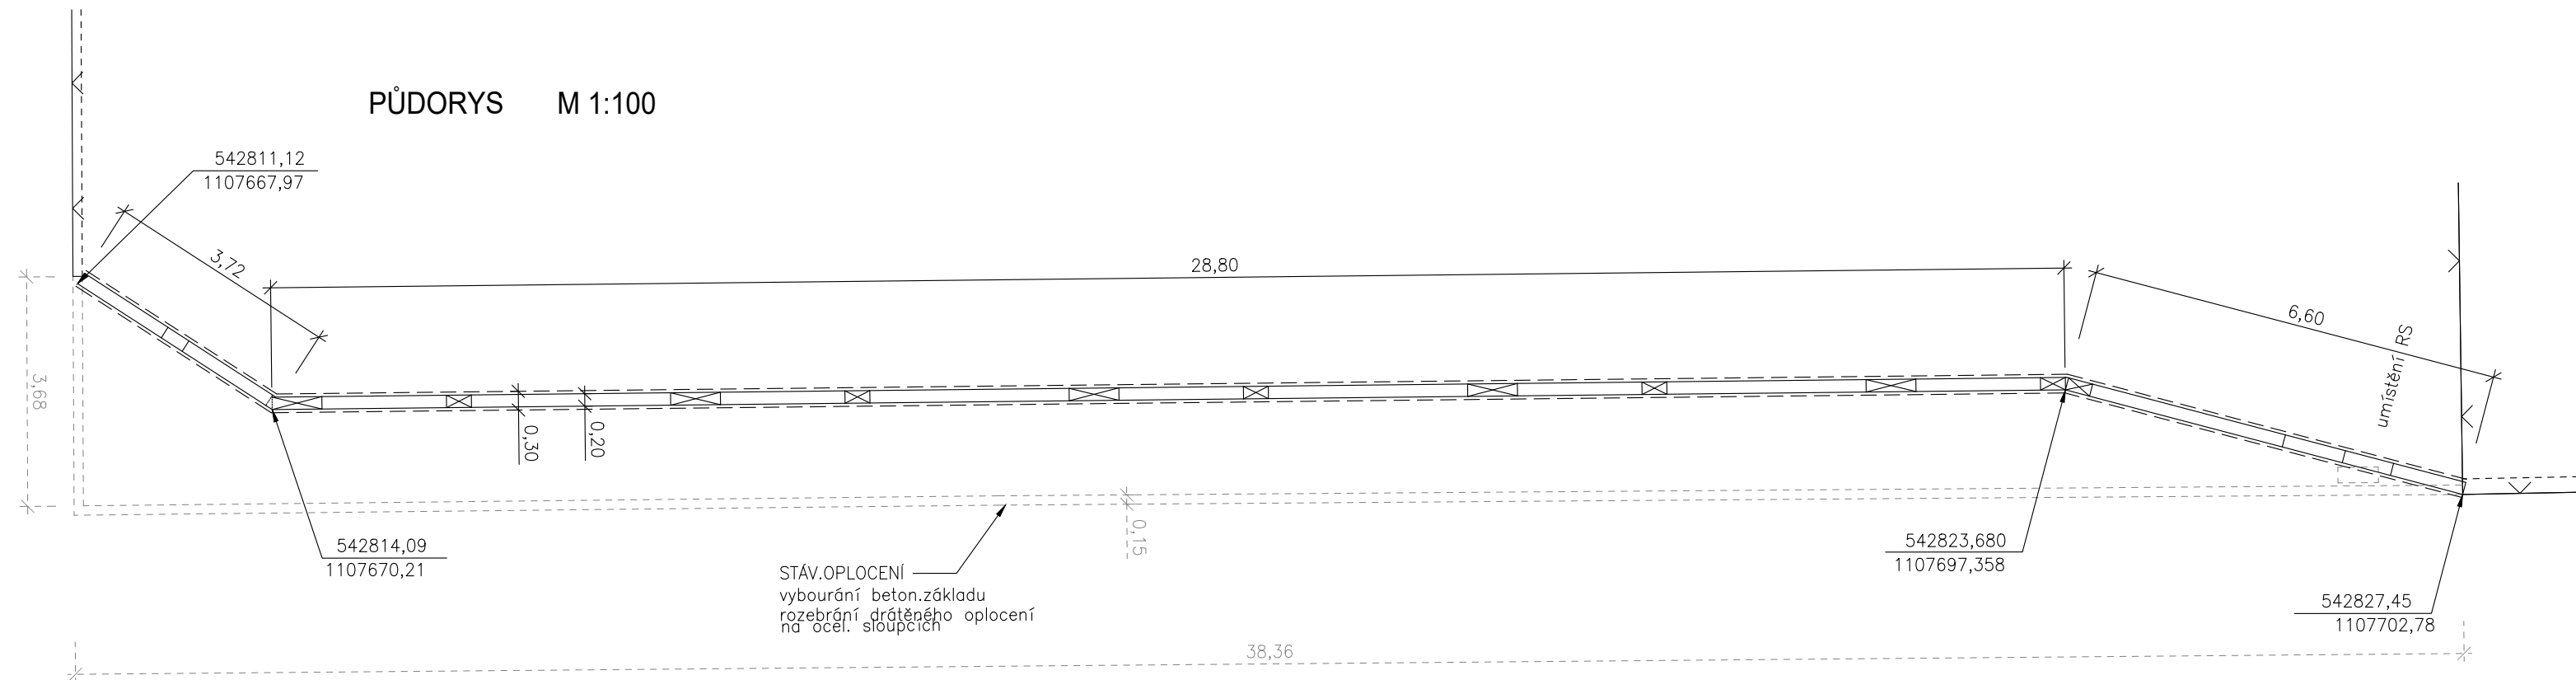 PŮDORYS M 1:100
542811,12
1107667,97
3,72
28,80
6,60
umístění RS
3,68
0,30
0,20
0,15
542814,09
1107670,21
STÁV.OPLOCENÍ
vybourání beton.základu
rozebrání drátěného oplocení
na ocel. sloupcích
542823,680
1107697,358
542827,45
1107702,78
38,36